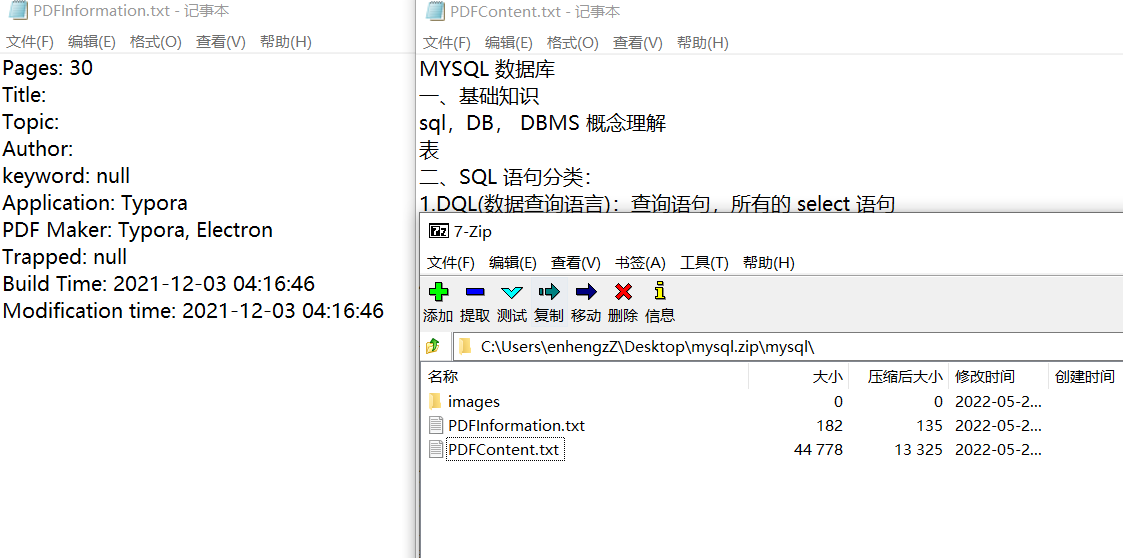 PDFInformation.txt - 记事本
文件(F) 编辑(E) 格式(O) 查看(V) 帮助(H)
Pages: 30
Title:
Topic:
Author:
keyword: null
Application: Typora
PDF Maker: Typora, Electron
Trapped: null
Build Time: 2021-12-03 04:16:46
Modification time: 2021-12-03 04:16:46
PDFContent.txt - 记事本
文件(F) 编辑(E) 格式(O) 查看(V) 帮助(H)
MYSQL 数据库
一、基础知识
sql，DB， DBMS 概念理解
表
二、SQL 语句分类：
1.DQL(数据查询语言)：查询语句，所有的 select 语句
7z 7-Zip
文件(F) 编辑(E) 查看(V) 书签(A) 工具(T) 帮助(H)
添加 提取 测试 复制 移动 删除 信息
C:\Users\enhengzZ\Desktop\mysql.zip\mysql\
名称 大小 压缩后大小 修改时间 创建时间
images 0 0 2022-05-2...
PDFInformation.txt 182 135 2022-05-2...
PDFContent.txt 44 778 13 325 2022-05-2...